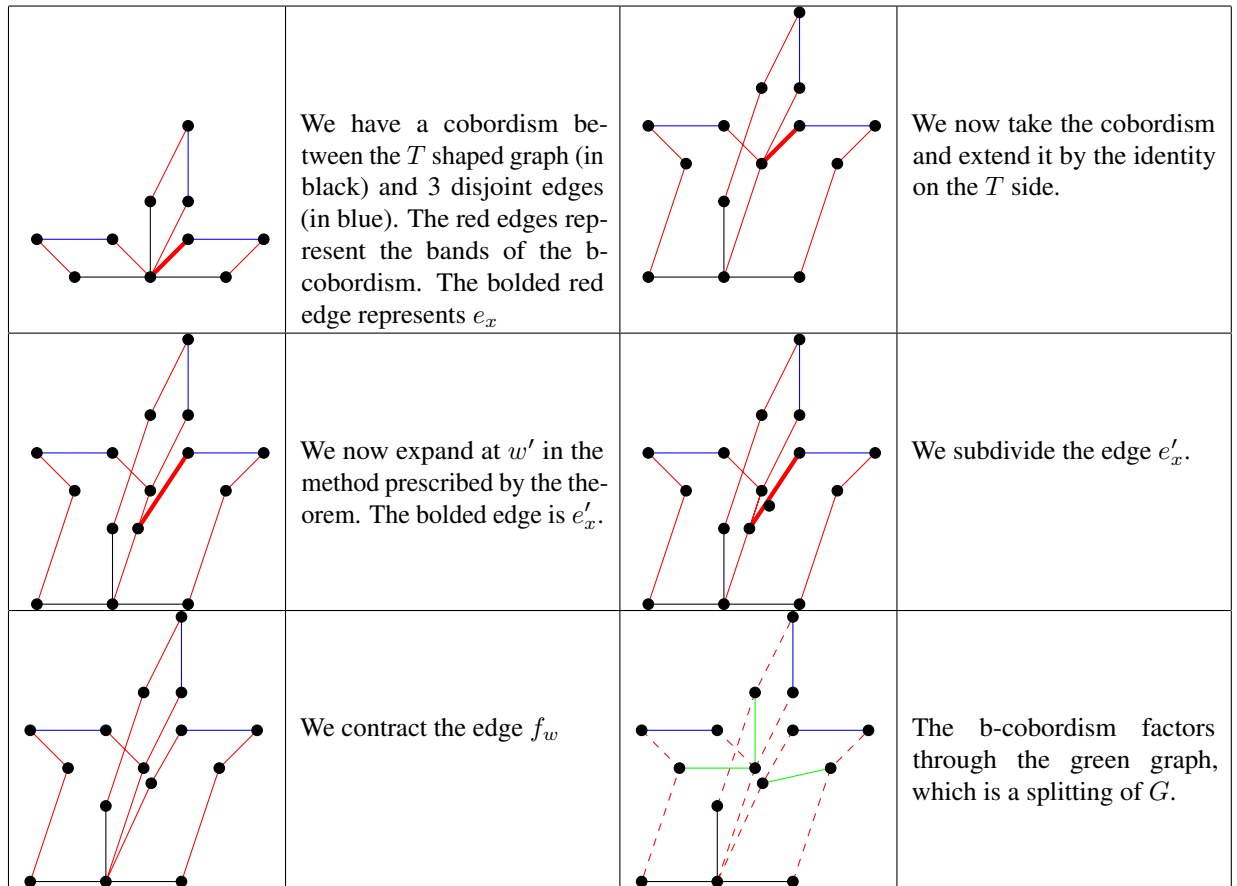 We have a cobordism be-
tween the T shaped graph (in
black) and 3 disjoint edges
(in blue). The red edges rep-
resent the bands of the b-
cobordism. The bolded red
edge represents e_x
We now take the cobordism
and extend it by the identity
on the T side.
We now expand at w′ in the
method prescribed by the the-
orem. The bolded edge is e′_x.
We subdivide the edge e′_x.
We contract the edge f_w
The b-cobordism factors
through the green graph,
which is a splitting of G.